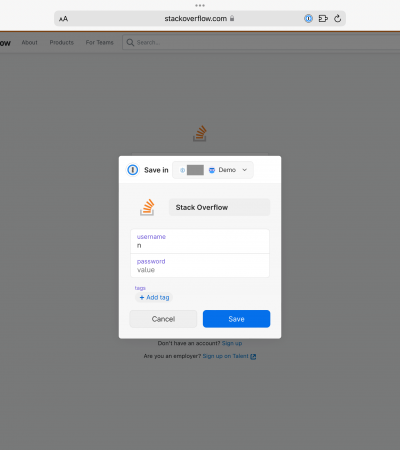 AA
stackoverflow.com
ow About Products For Teams Search...
Save in Demo
Stack Overflow
username
n
password
value
tags
+ Add tag
Cancel Save
Don't have an account? Sign up
Are you an employer? Sign up on Talent